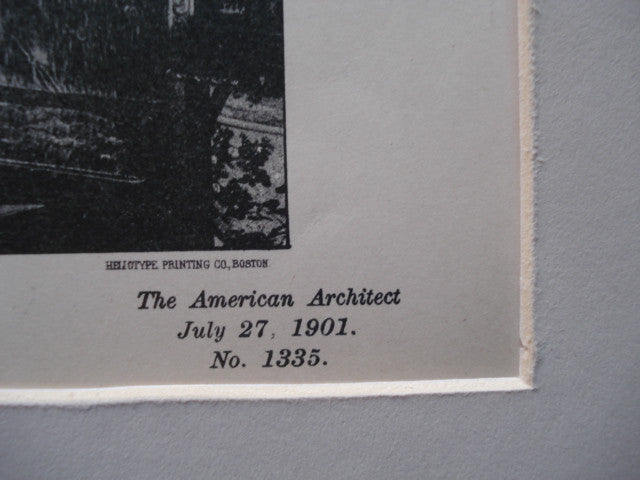 HELIOTYPE PRINTING CO., BOSTON
The American Architect
July 27, 1901.
No. 1335.